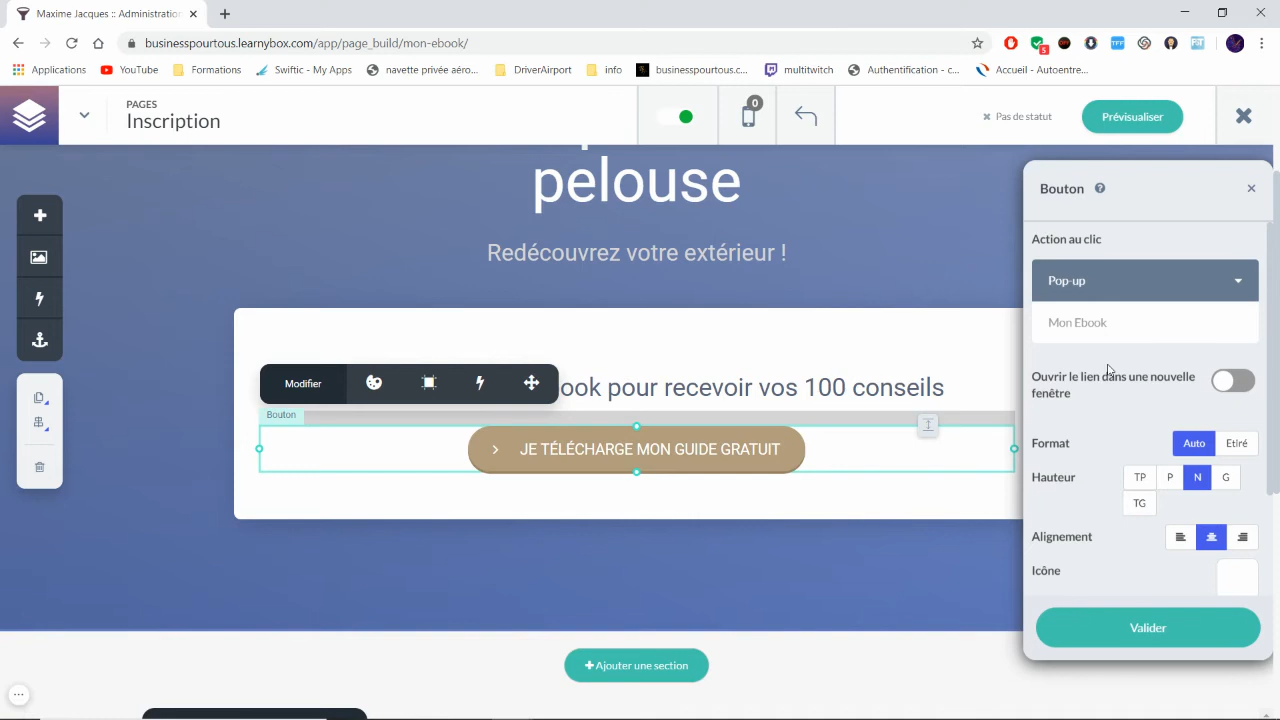 Maxime Jacques :: Administration
businesspourtous.learnybox.com/app/page_build/mon-ebook/
5
TFF
Applications
YouTube
Formations
Swiftic - My Apps
navette privée aéro...
DriverAirport
info
businesspourtous.c...
multitwitch
Authentification - c...
Accueil - Autoentre...
PAGES
Inscription
0
Pas de statut
Prévisualiser
pelouse
Redécouvrez votre extérieur !
ook pour recevoir vos 100 conseils
Modifier
Bouton
JE TÉLÉCHARGE MON GUIDE GRATUIT
Ajouter une section
Bouton
Action au clic
Pop-up
Mon Ebook
Ouvrir le lien dans une nouvelle
fenêtre
Format
Auto
Etiré
Hauteur
TP
P
N
G
TG
Alignement
Icône
Valider